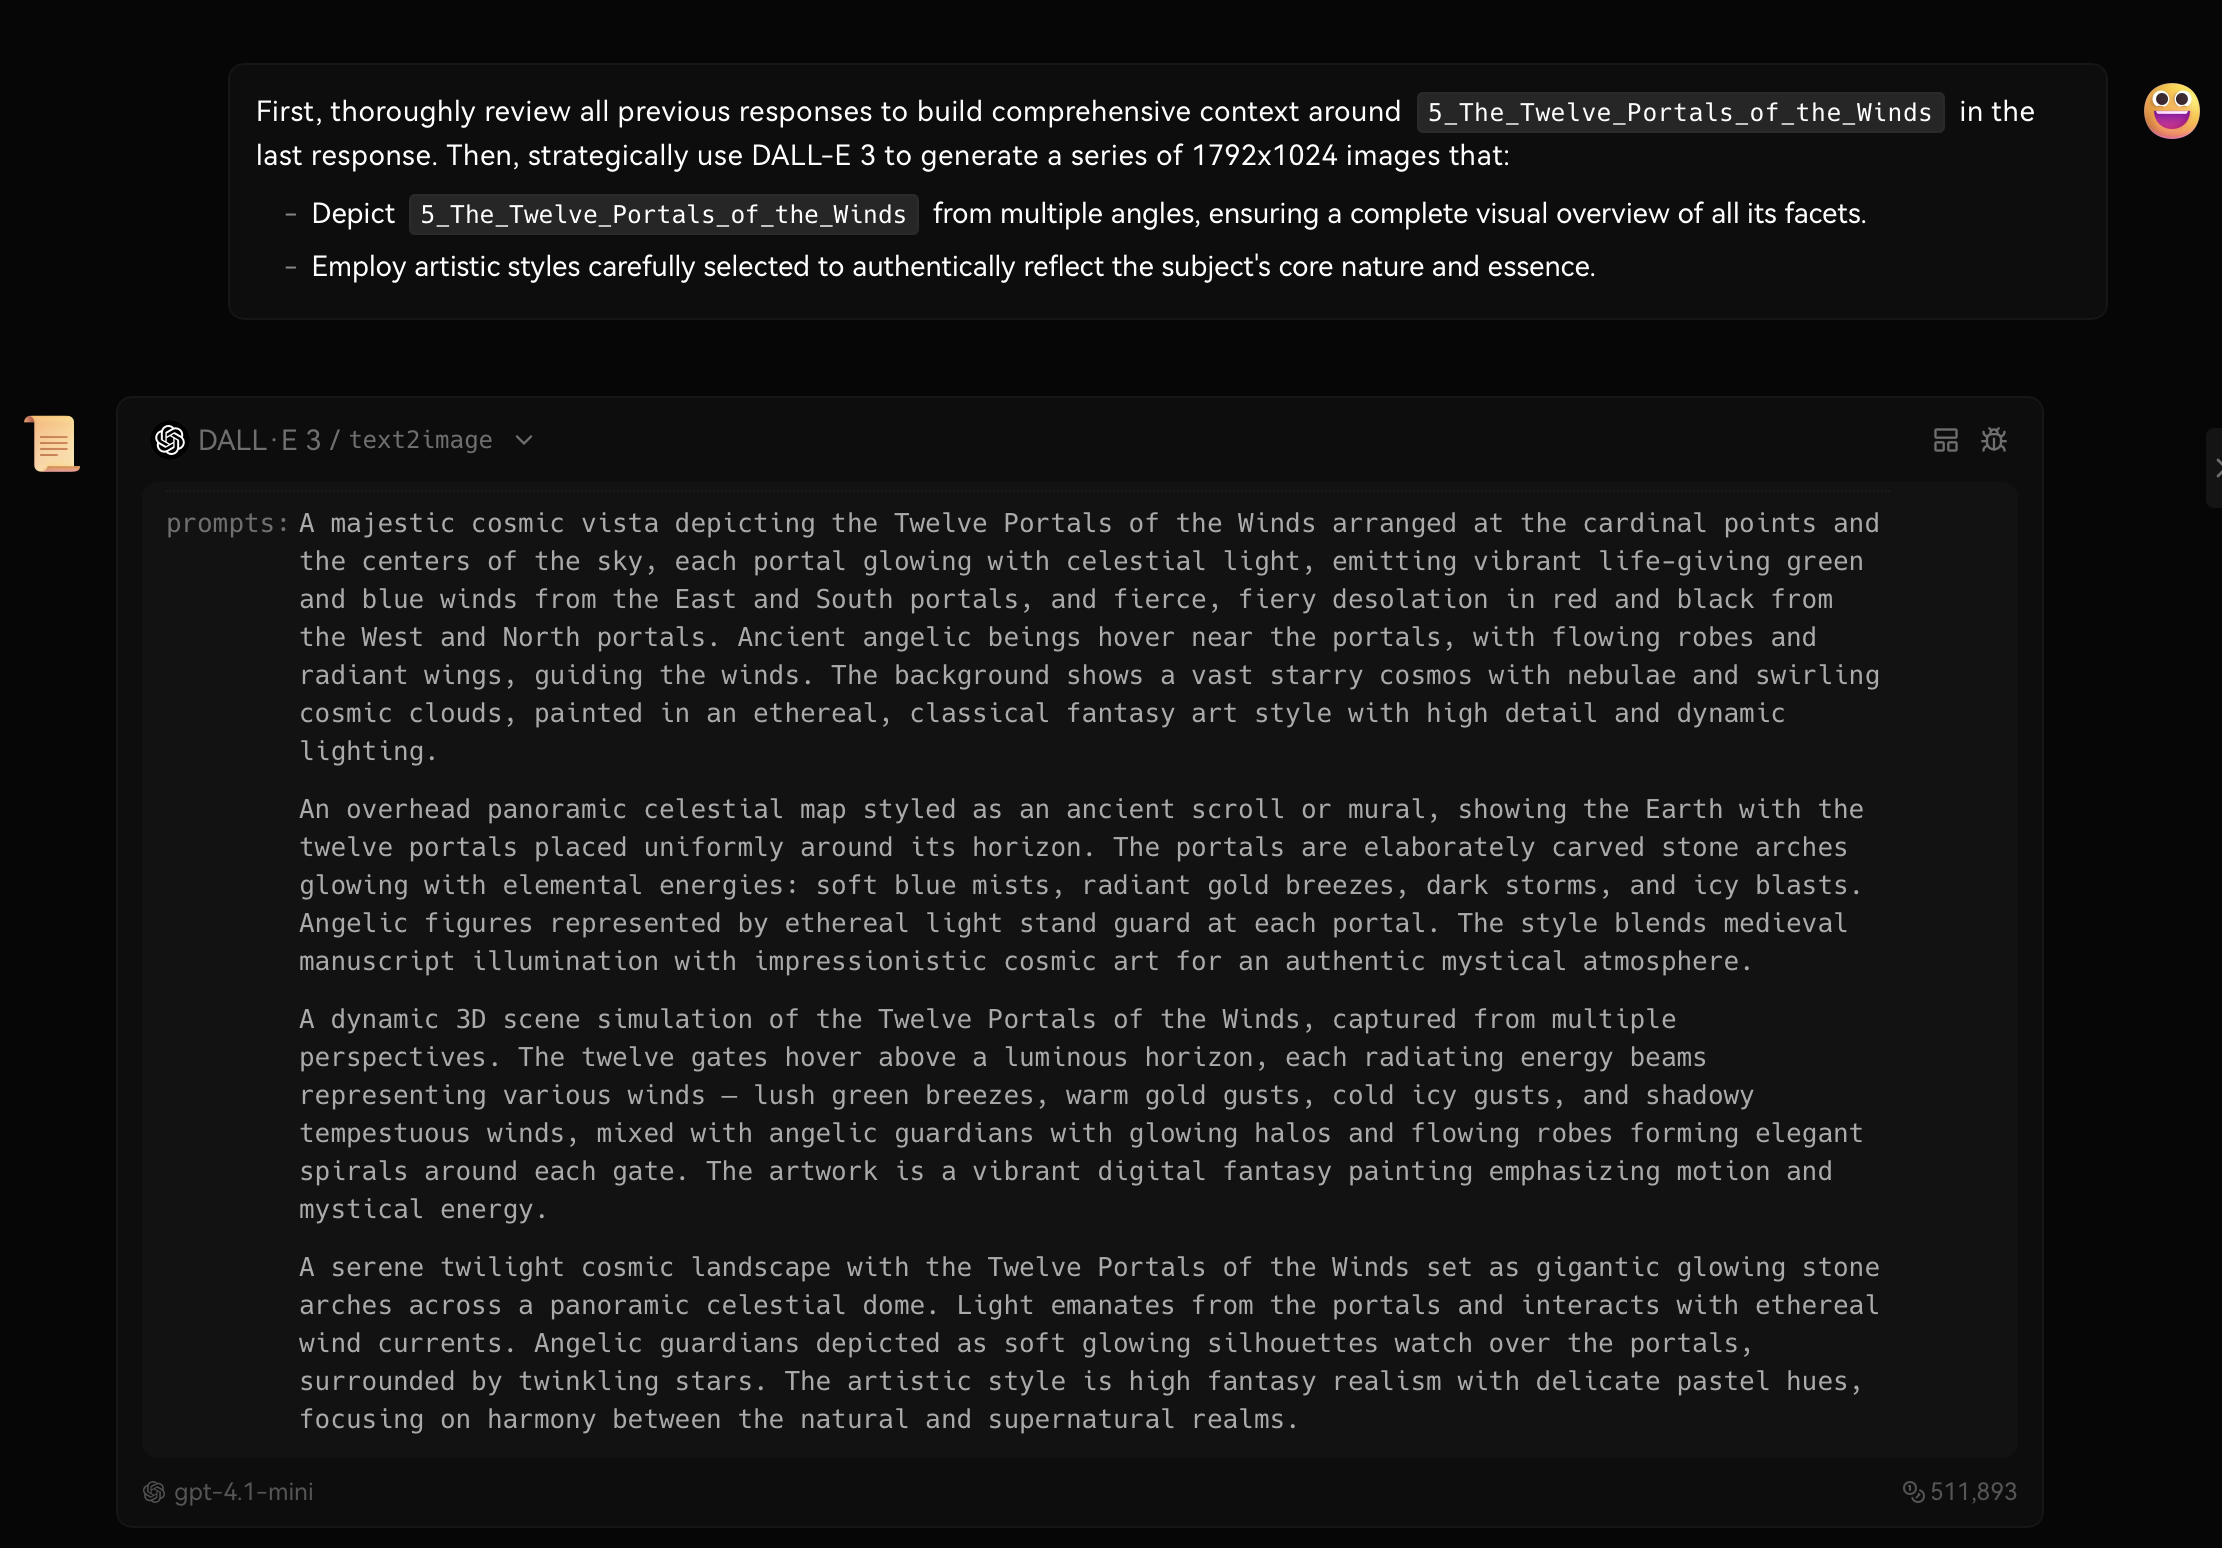 First, thoroughly review all previous responses to build comprehensive context around 5_The_Twelve_Portals_of_the_Winds in the
last response. Then, strategically use DALL-E 3 to generate a series of 1792x1024 images that:
– Depict 5_The_Twelve_Portals_of_the_Winds from multiple angles, ensuring a complete visual overview of all its facets.
– Employ artistic styles carefully selected to authentically reflect the subject's core nature and essence.
DALL·E 3 / text2image
prompts: A majestic cosmic vista depicting the Twelve Portals of the Winds arranged at the cardinal points and
the centers of the sky, each portal glowing with celestial light, emitting vibrant life-giving green
and blue winds from the East and South portals, and fierce, fiery desolation in red and black from
the West and North portals. Ancient angelic beings hover near the portals, with flowing robes and
radiant wings, guiding the winds. The background shows a vast starry cosmos with nebulae and swirling
cosmic clouds, painted in an ethereal, classical fantasy art style with high detail and dynamic
lighting.
An overhead panoramic celestial map styled as an ancient scroll or mural, showing the Earth with the
twelve portals placed uniformly around its horizon. The portals are elaborately carved stone arches
glowing with elemental energies: soft blue mists, radiant gold breezes, dark storms, and icy blasts.
Angelic figures represented by ethereal light stand guard at each portal. The style blends medieval
manuscript illumination with impressionistic cosmic art for an authentic mystical atmosphere.
A dynamic 3D scene simulation of the Twelve Portals of the Winds, captured from multiple
perspectives. The twelve gates hover above a luminous horizon, each radiating energy beams
representing various winds — lush green breezes, warm gold gusts, cold icy gusts, and shadowy
tempestuous winds, mixed with angelic guardians with glowing halos and flowing robes forming elegant
spirals around each gate. The artwork is a vibrant digital fantasy painting emphasizing motion and
mystical energy.
A serene twilight cosmic landscape with the Twelve Portals of the Winds set as gigantic glowing stone
arches across a panoramic celestial dome. Light emanates from the portals and interacts with ethereal
wind currents. Angelic guardians depicted as soft glowing silhouettes watch over the portals,
surrounded by twinkling stars. The artistic style is high fantasy realism with delicate pastel hues,
focusing on harmony between the natural and supernatural realms.
gpt-4.1-mini
511,893